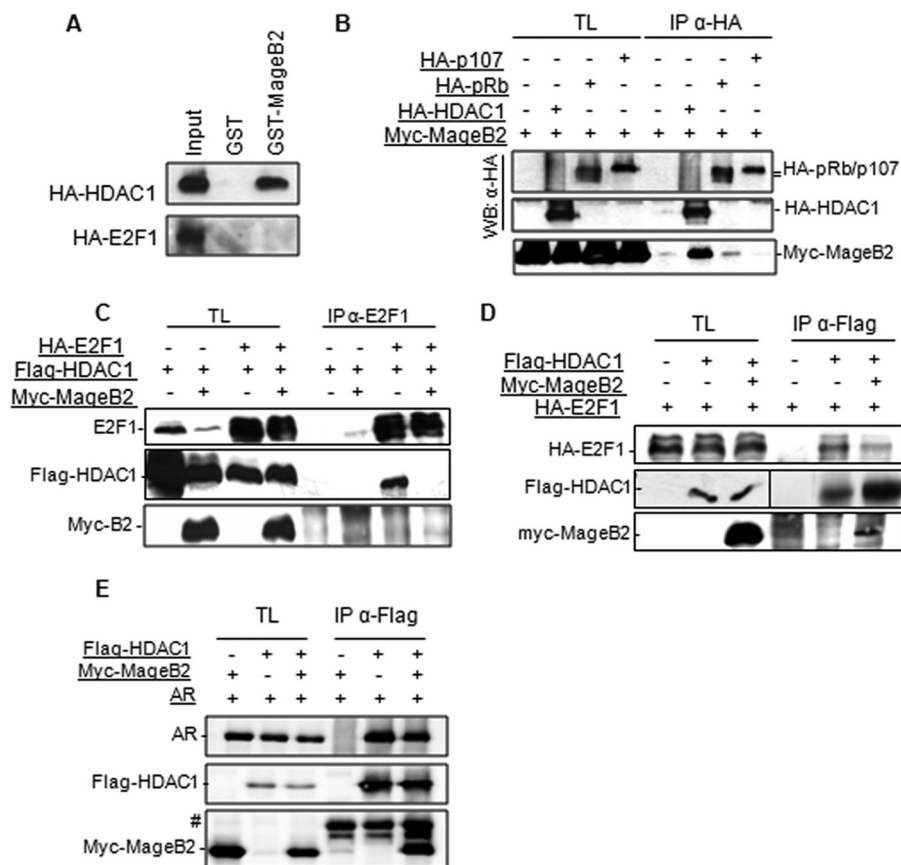 A
Input
GST
GST-MageB2
HA-HDAC1
HA-E2F1
B
TL IP α-HA
HA-p107 - - - + - - - +
HA-pRb - - + - - - + -
HA-HDAC1 - + - - - + - -
Myc-MageB2 + + + + + + + +
WB: α-HA
HA-pRb/p107
HA-HDAC1
Myc-MageB2
C
TL IP α-E2F1
HA-E2F1 - - + + - - + +
Flag-HDAC1 + + + + + + + +
Myc-MageB2 - + - + - + - +
E2F1-
Flag-HDAC1-
Myc-B2 -
D
TL IP α-Flag
Flag-HDAC1 - + + - + +
Myc-MageB2 - - + - - +
HA-E2F1 + + + + + +
HA-E2F1 -
Flag-HDAC1
myc-MageB2
E
TL IP α-Flag
Flag-HDAC1 - + + - + +
Myc-MageB2 + - + + - +
AR + + + + + +
AR -
Flag-HDAC1 -
#
Myc-MageB2 -